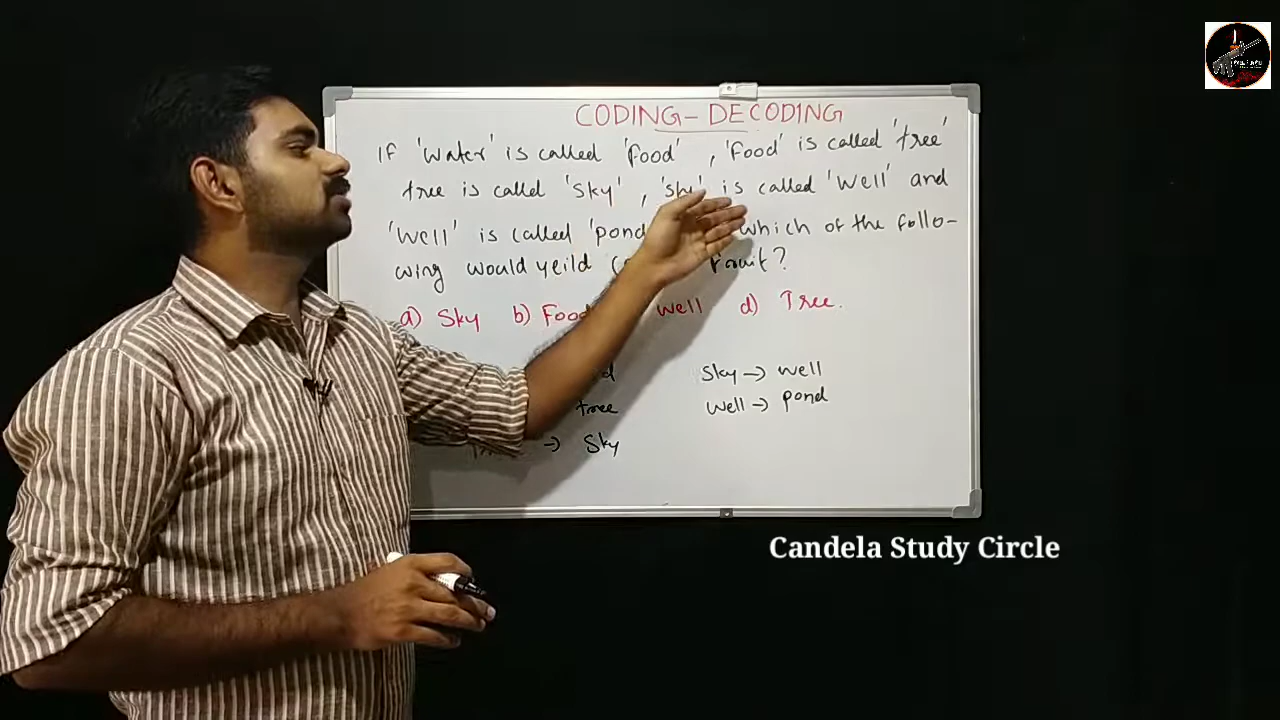 CODING-DECODING
If 'Water' is called 'Food' , 'Food' is called 'tree'
tree is called 'Sky' , 'sky' is called 'Well' and
'Well' is called 'pond which of the follo-
wing would yeild fruit?
a) Sky b) Food well d) Tree.
Sky → well
tree well → pond
→ Sky
Candela Study Circle